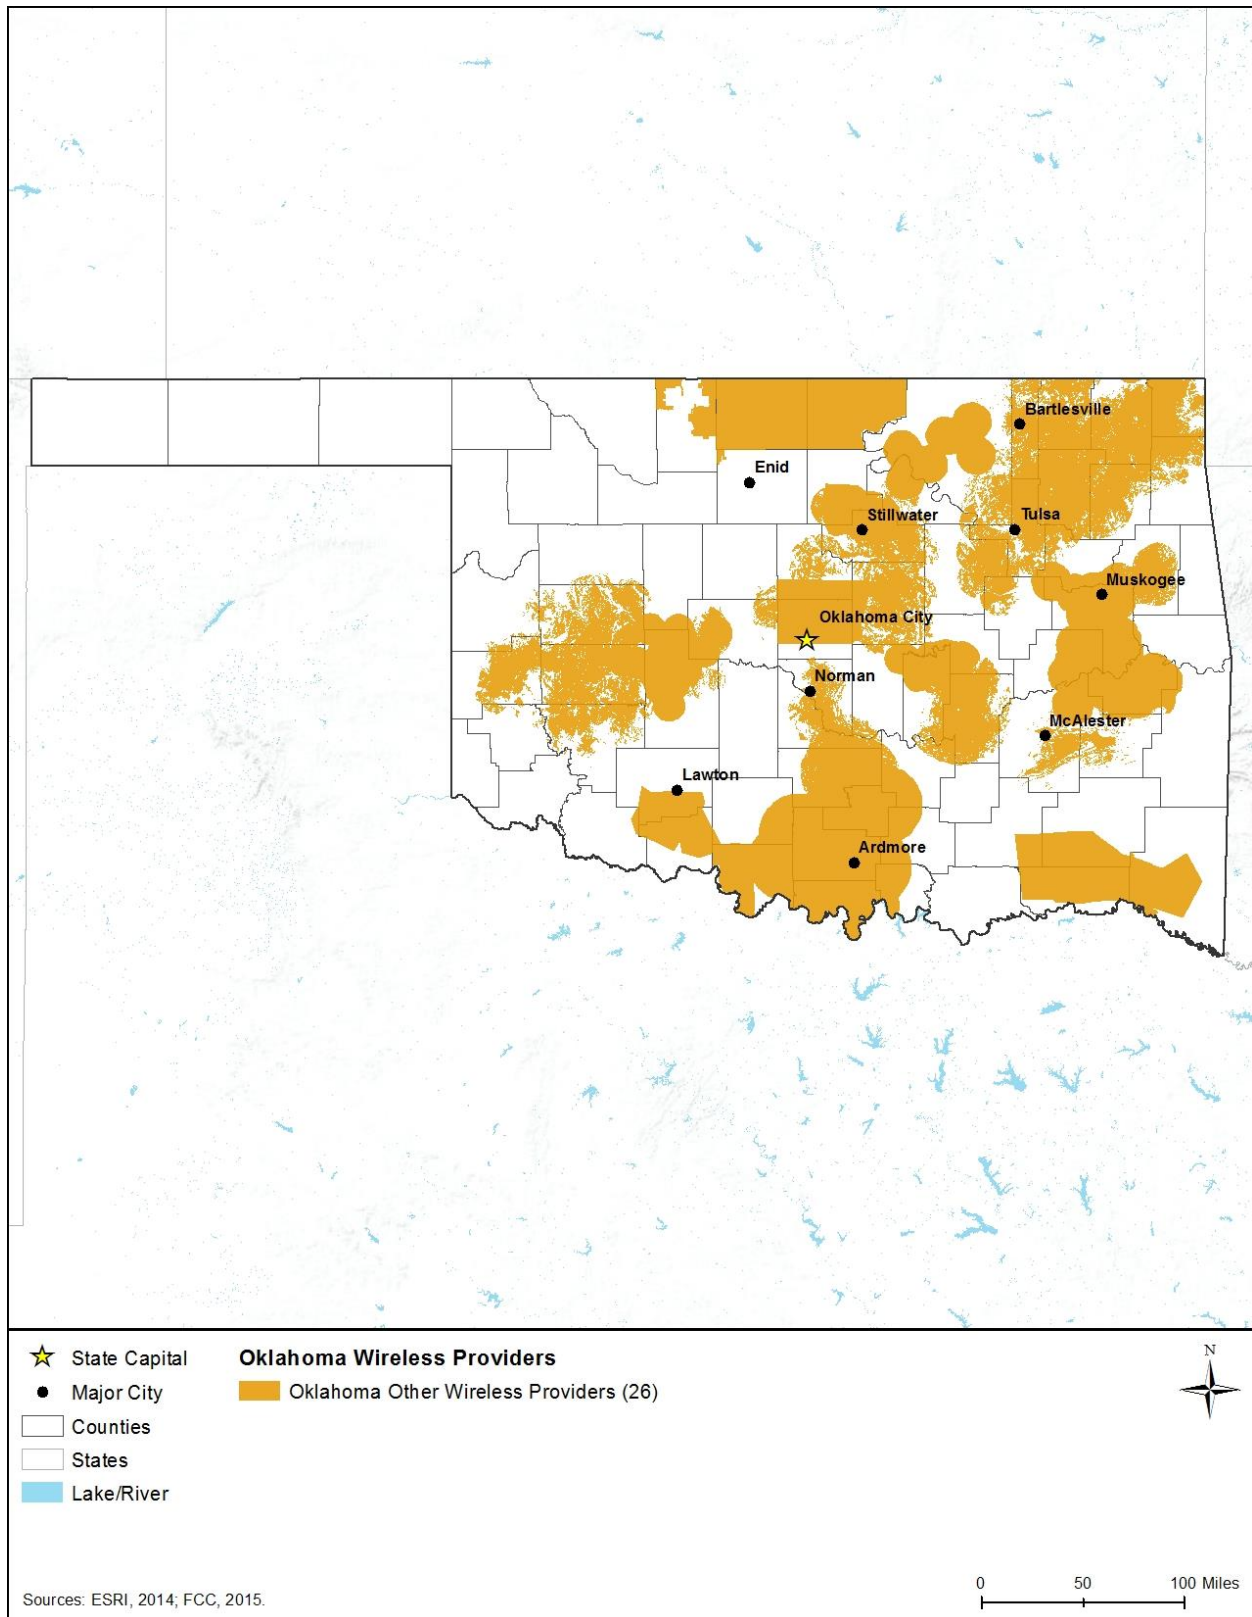 Bartlesville
Enid
Stillwater
Tulsa
Muskogee
Oklahoma City
Norman
McAlester
Lawton
Ardmore
State Capital
Major City
Counties
States
Lake/River
Oklahoma Wireless Providers
Oklahoma Other Wireless Providers (26)
N
Sources: ESRI, 2014; FCC, 2015.
0 50 100 Miles